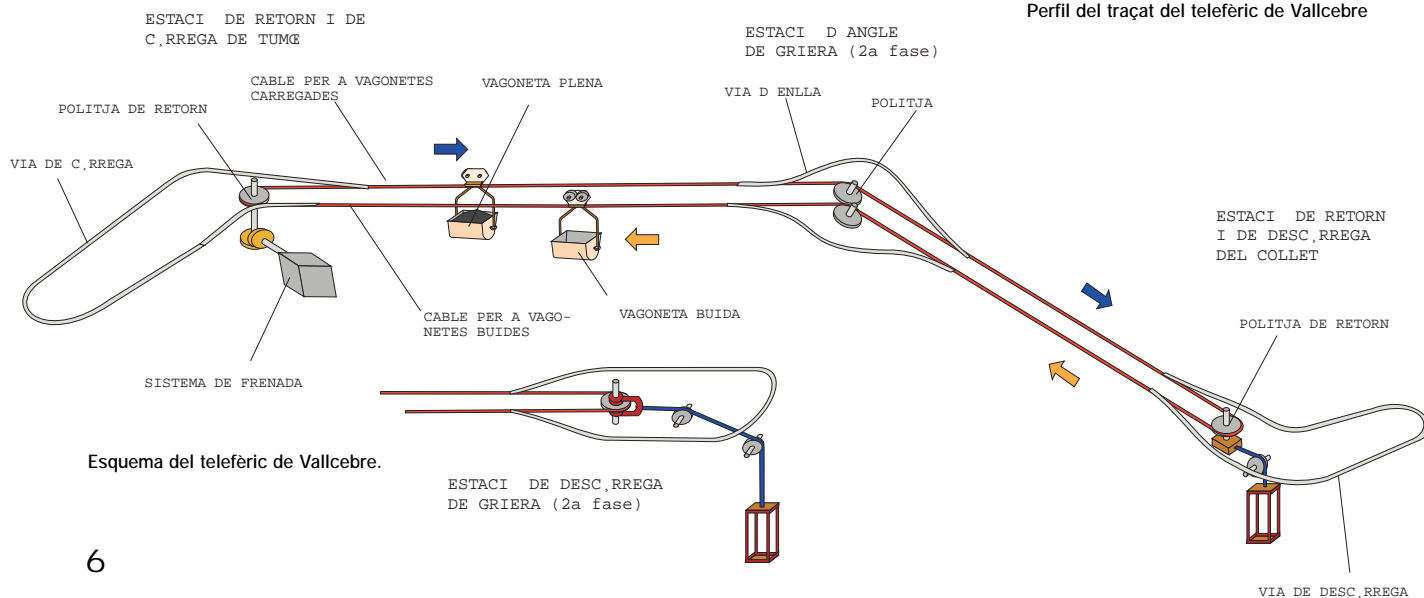 Perfil del traçat del telefèric de Vallcebre
ESTACI DE RETORN I DE
C,RREGA DE TUMŒ
ESTACI D ANGLE
DE GRIERA (2a fase)
CABLE PER A VAGONETES
CARREGADES
VAGONETA PLENA
VIA D ENLLA
POLITJA
POLITJA DE RETORN
VIA DE C,RREGA
ESTACI DE RETORN
I DE DESC,RREGA
DEL COLLET
CABLE PER A VAGO-
NETES BUIDES
VAGONETA BUIDA
POLITJA DE RETORN
SISTEMA DE FRENADA
Esquema del telefèric de Vallcebre.
ESTACI DE DESC,RREGA
DE GRIERA (2a fase)
6
VIA DE DESC,RREGA